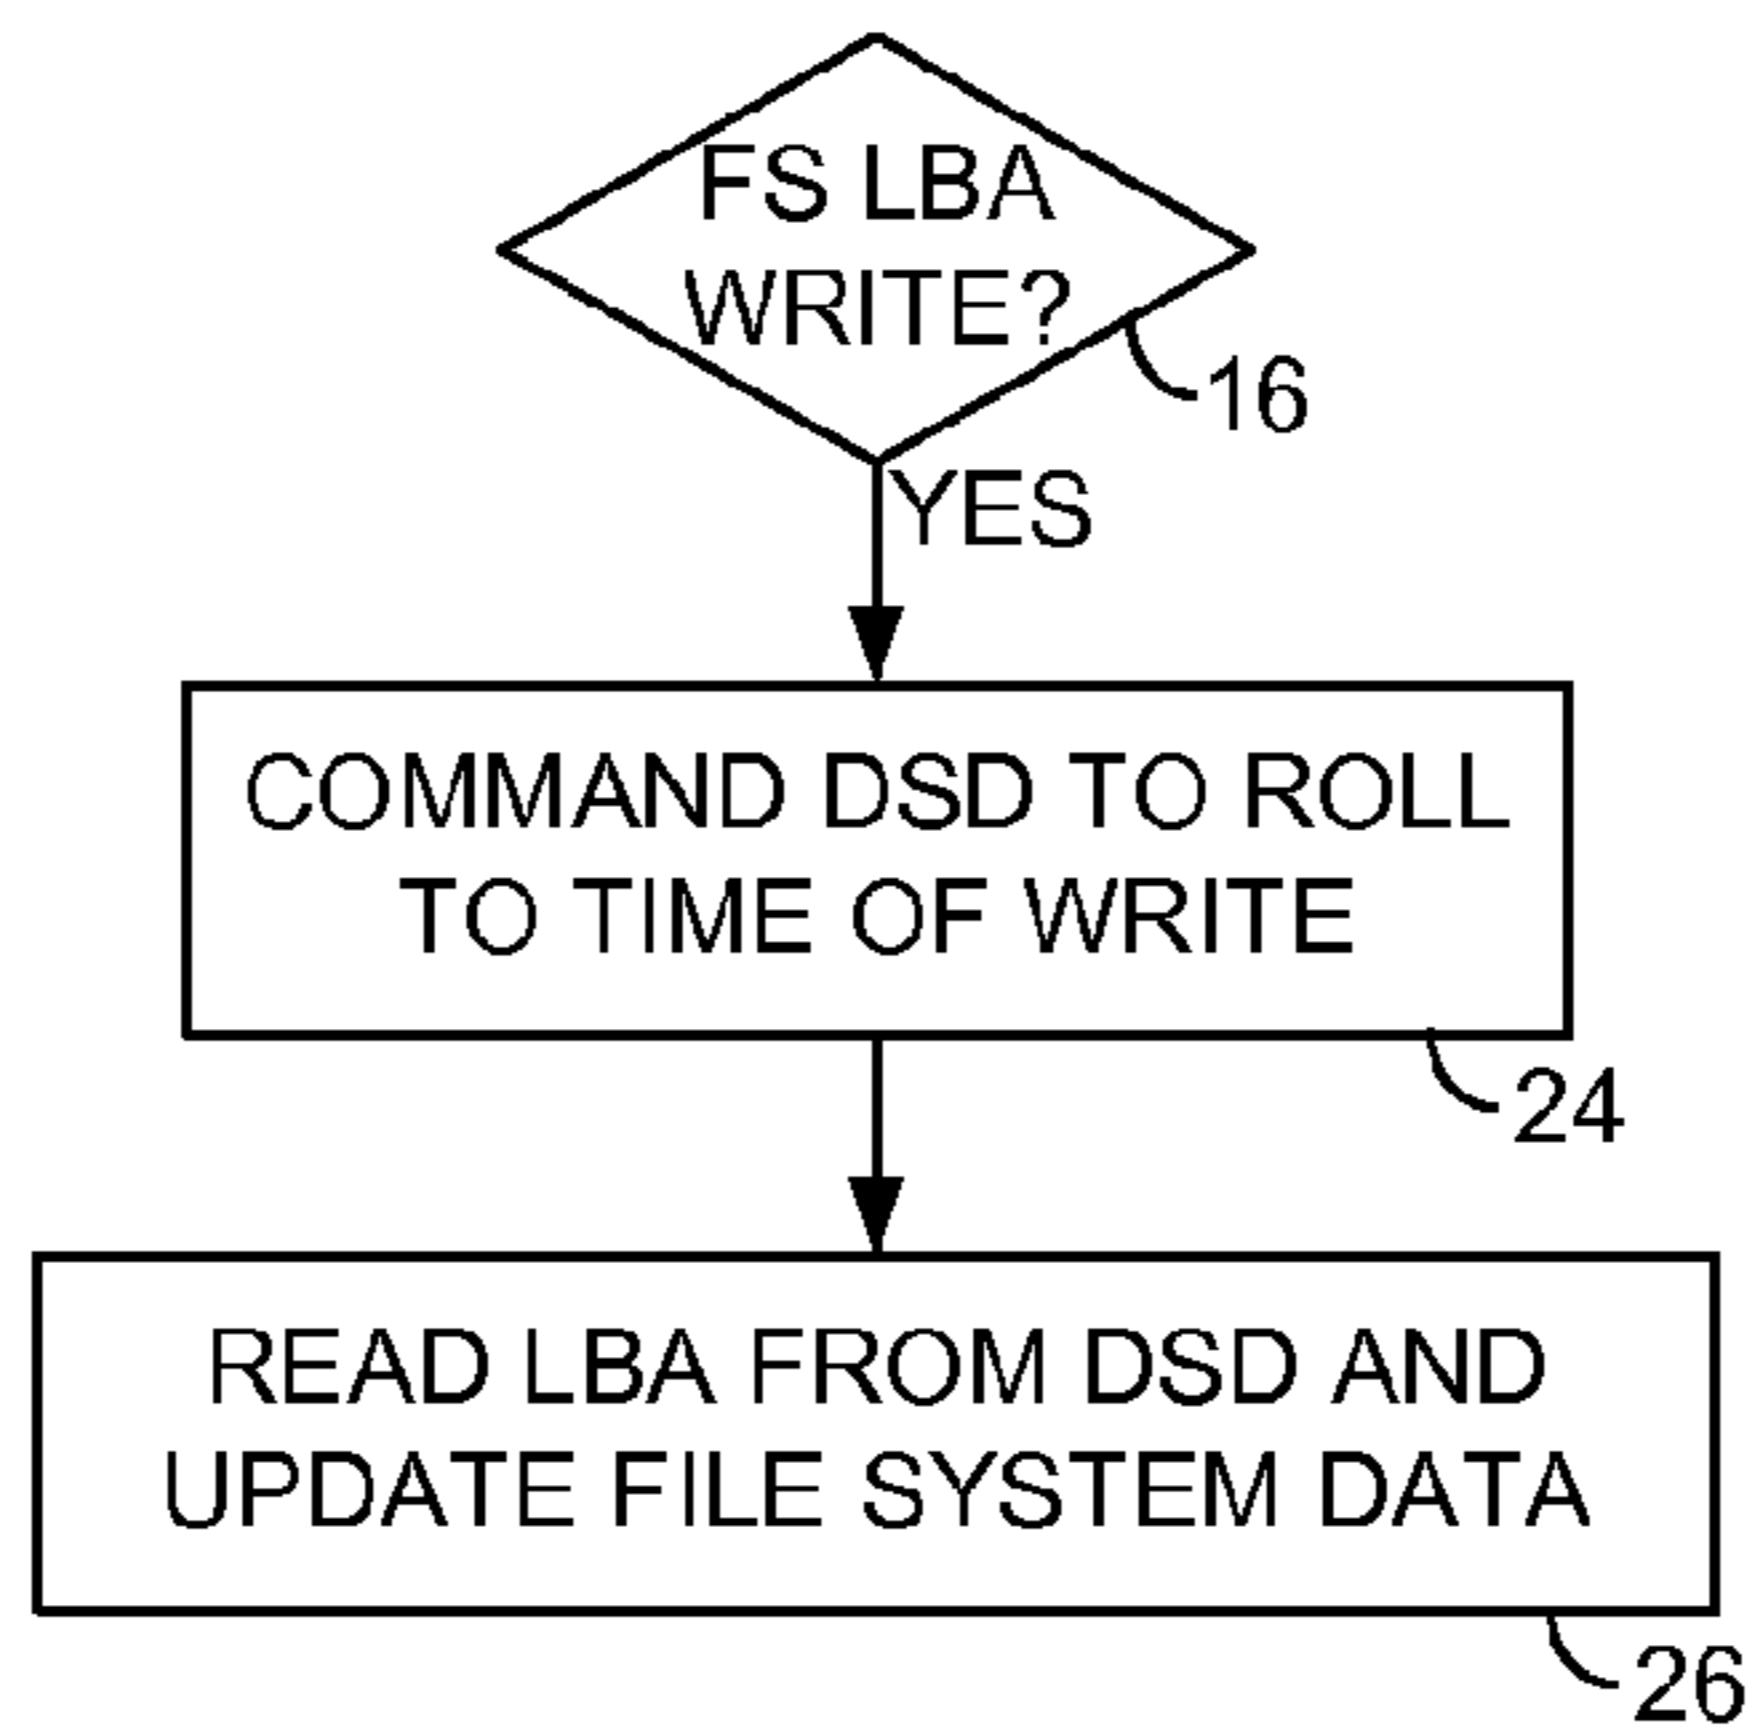 FS LBA
WRITE?
16
YES
COMMAND DSD TO ROLL
TO TIME OF WRITE
24
READ LBA FROM DSD AND
UPDATE FILE SYSTEM DATA
26